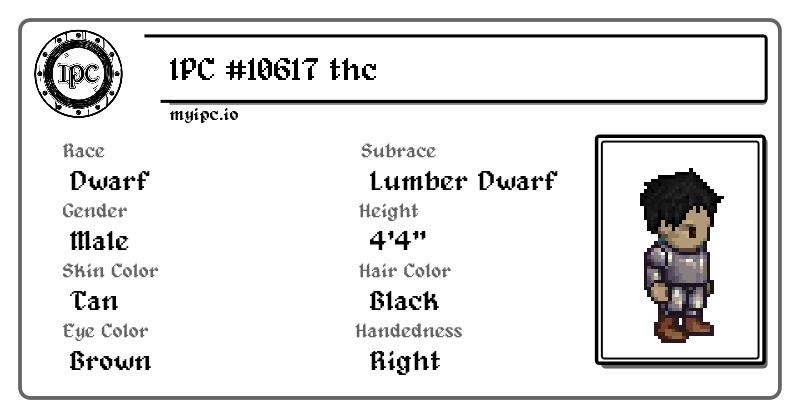 IPC
IPC #10617 thc
myipc.io
Race
Dwarf
Subrace
Lumber Dwarf
Gender
Male
Height
4'4"
Skin Color
Tan
Hair Color
Black
Eye Color
Brown
Handedness
Right